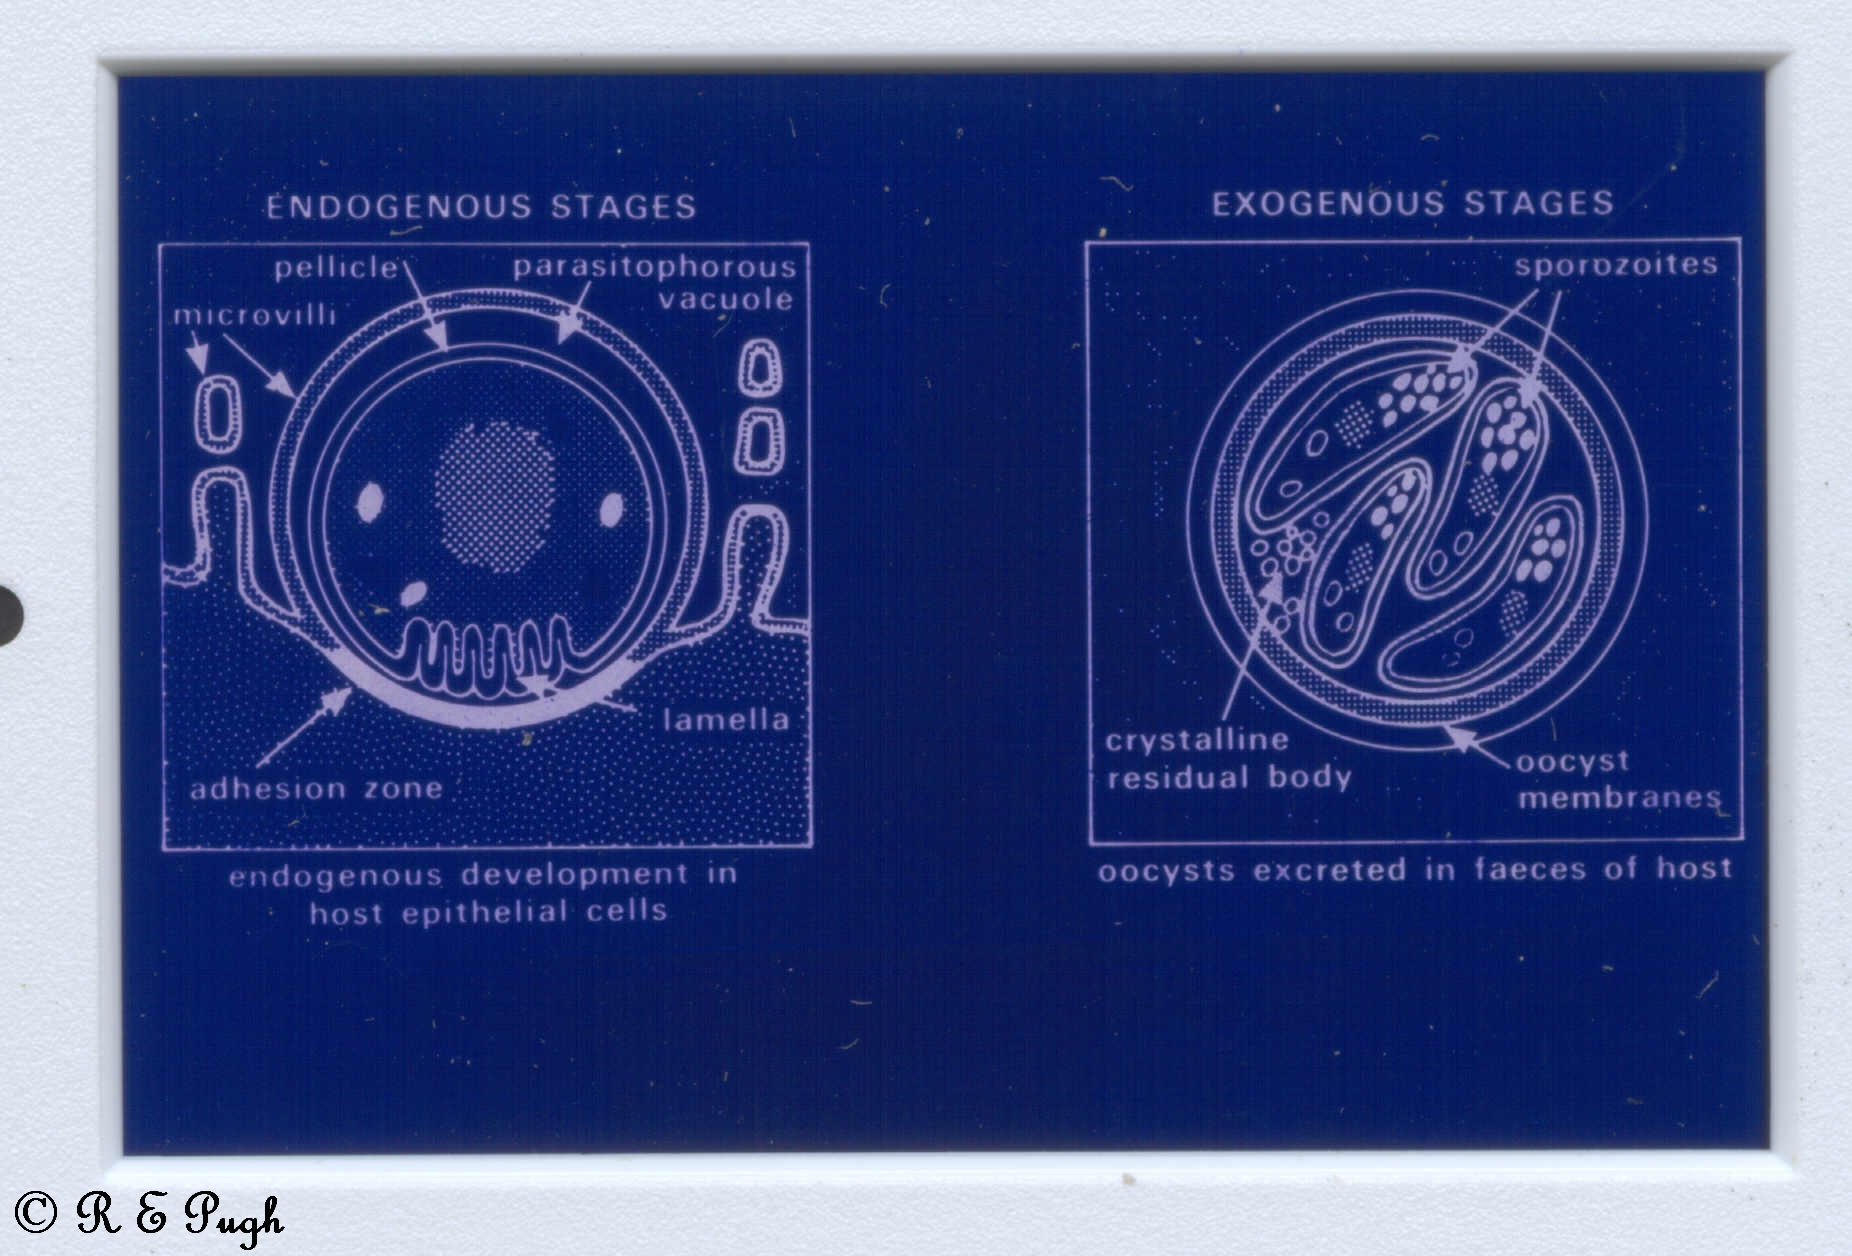 ENDOGENOUS STAGES
pellicle
parasitophorous
vacuole
microvilli
lamella
adhesion zone
endogenous development in
host epithelial cells
EXOGENOUS STAGES
sporozoites
crystalline
residual body
oocyst
membranes
oocysts excreted in faeces of host
© R E Pugh